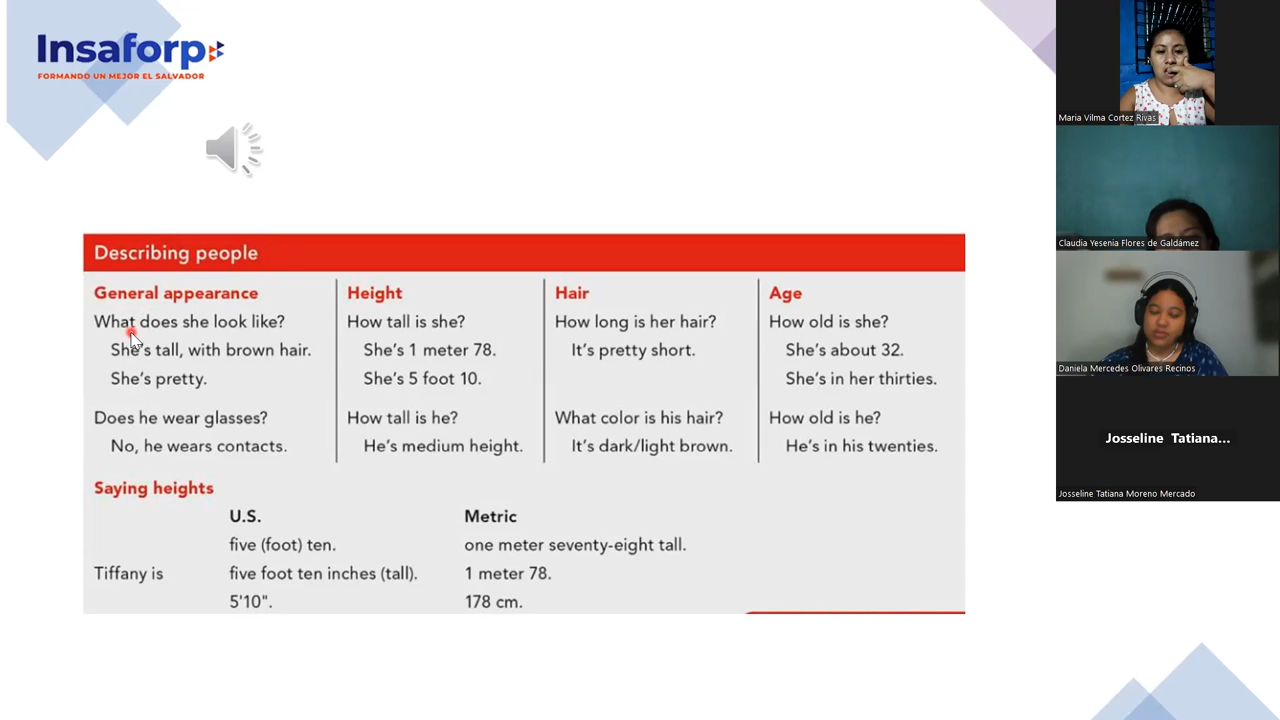 Insaforp
FORMANDO UN MEJOR EL SALVADOR
Describing people
General appearance
What does she look like?
She's tall, with brown hair.
She's pretty.
Does he wear glasses?
No, he wears contacts.
Height
How tall is she?
She's 1 meter 78.
She's 5 foot 10.
How tall is he?
He's medium height.
Hair
How long is her hair?
It's pretty short.
What color is his hair?
It's dark/light brown.
Age
How old is she?
She's about 32.
She's in her thirties.
How old is he?
He's in his twenties.
Saying heights
U.S.
Metric
five (foot) ten.
one meter seventy-eight tall.
Tiffany is
five foot ten inches (tall).
1 meter 78.
5'10".
178 cm.
Maria Vilma Cortez Rivas
Claudia Yesenia Flores de Galdámez
Daniela Mercedes Olivares Recinos
Josseline Tatiana...
Josseline Tatiana Moreno Mercado